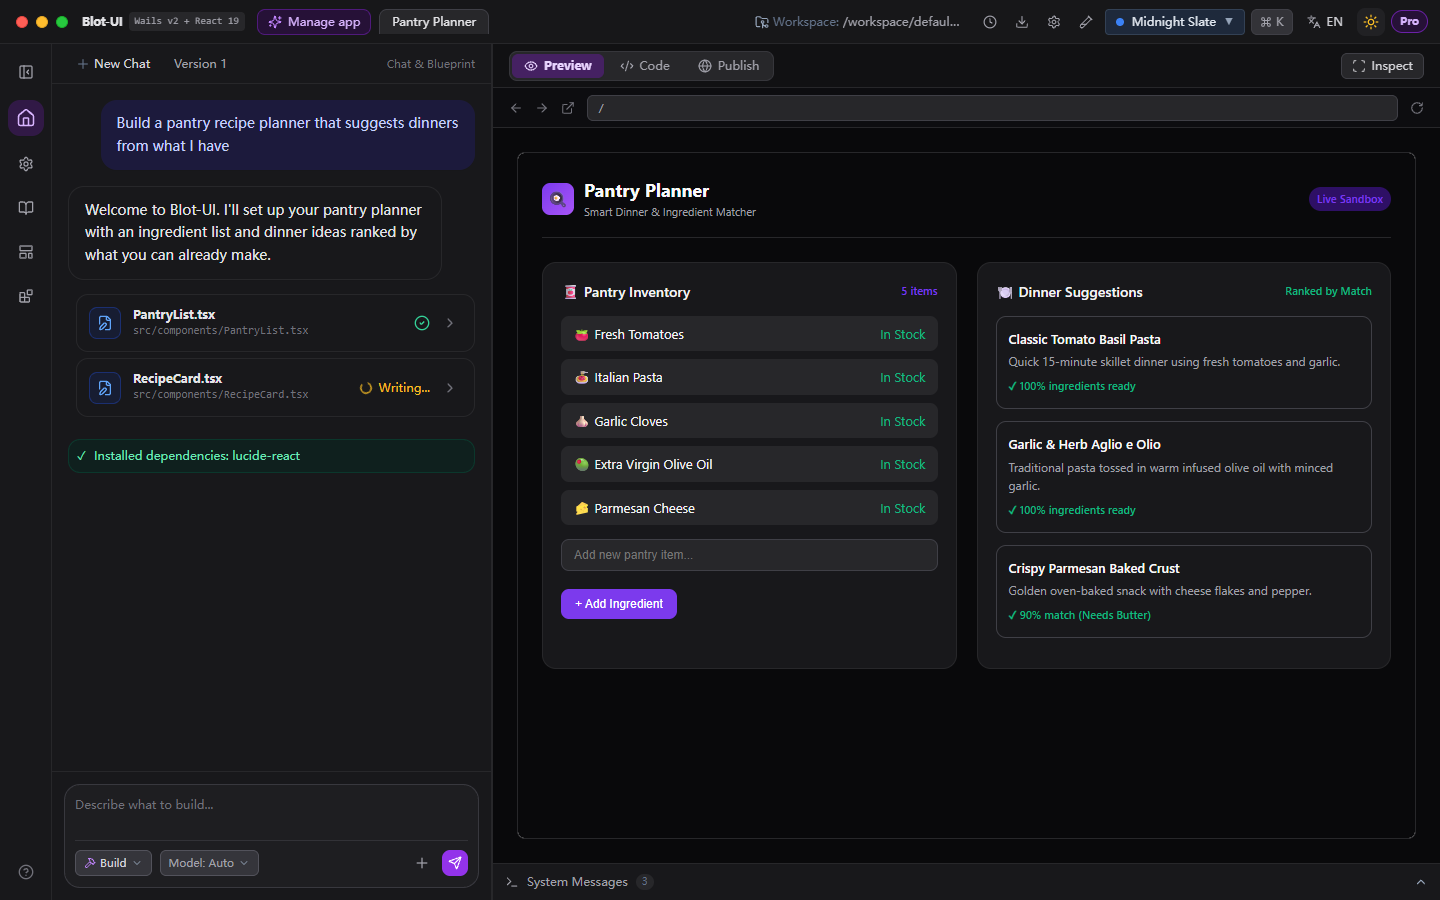 Blot-UI
Wails v2 + React 19
Manage app
Pantry Planner
Workspace: /workspace/defaul...
Midnight Slate
⌘ K
EN
Pro
New Chat
Version 1
Chat & Blueprint
Build a pantry recipe planner that suggests dinners
from what I have
Welcome to Blot-UI. I'll set up your pantry planner
with an ingredient list and dinner ideas ranked by
what you can already make.
PantryList.tsx
src/components/PantryList.tsx
RecipeCard.tsx
src/components/RecipeCard.tsx
Writing...
✓ Installed dependencies: lucide-react
Describe what to build...
Build
Model: Auto
Preview
Code
Publish
Inspect
/
Pantry Planner
Smart Dinner & Ingredient Matcher
Live Sandbox
Pantry Inventory
5 items
Fresh Tomatoes
In Stock
Italian Pasta
In Stock
Garlic Cloves
In Stock
Extra Virgin Olive Oil
In Stock
Parmesan Cheese
In Stock
Add new pantry item...
+ Add Ingredient
Dinner Suggestions
Ranked by Match
Classic Tomato Basil Pasta
Quick 15-minute skillet dinner using fresh tomatoes and garlic.
✓ 100% ingredients ready
Garlic & Herb Aglio e Olio
Traditional pasta tossed in warm infused olive oil with minced
garlic.
✓ 100% ingredients ready
Crispy Parmesan Baked Crust
Golden oven-baked snack with cheese flakes and pepper.
✓ 90% match (Needs Butter)
System Messages
3